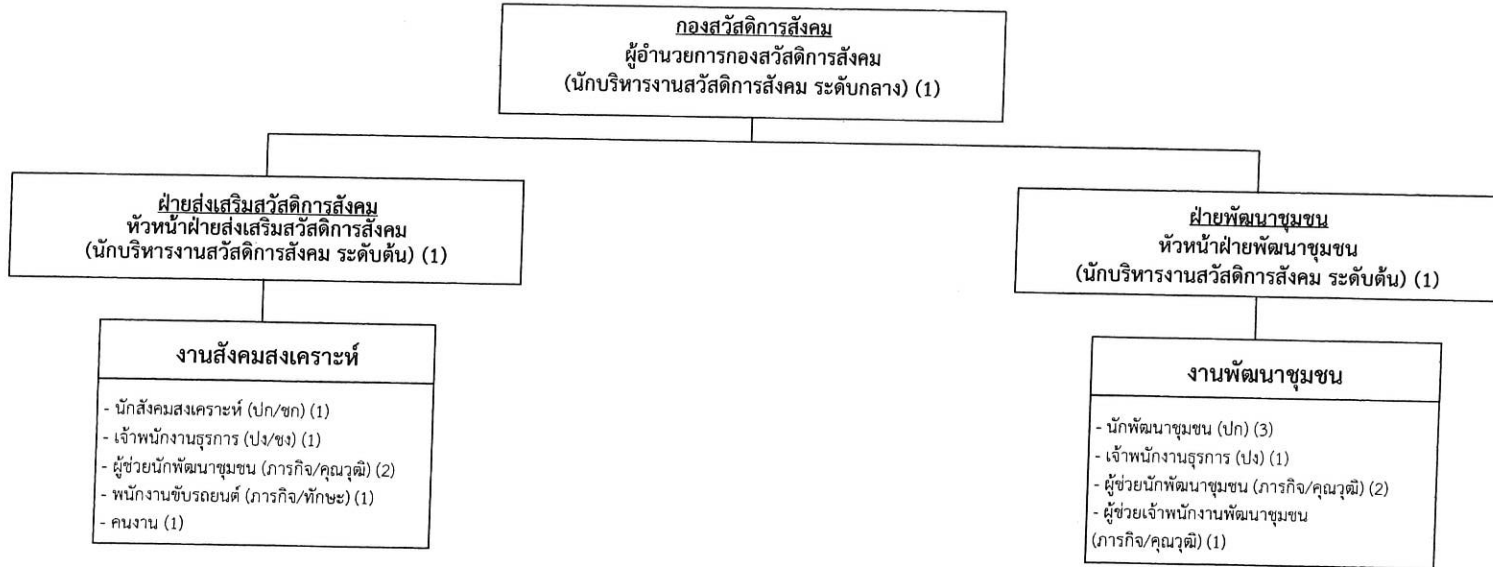 กองสวัสดิการสังคม
ผู้อำนวยการกองสวัสดิการสังคม
(นักบริหารงานสวัสดิการสังคม ระดับกลาง) (1)
ฝ่ายส่งเสริมสวัสดิการสังคม
หัวหน้าฝ่ายส่งเสริมสวัสดิการสังคม
(นักบริหารงานสวัสดิการสังคม ระดับต้น) (1)
งานสังคมสงเคราะห์
- นักสังคมสงเคราะห์ (ปก/ชก) (1)
- เจ้าพนักงานธุรการ (ปง/ชง) (1)
- ผู้ช่วยนักพัฒนาชุมชน (ภารกิจ/คุณวุฒิ) (2)
- พนักงานขับรถยนต์ (ภารกิจ/ทักษะ) (1)
- คนงาน (1)
ฝ่ายพัฒนาชุมชน
หัวหน้าฝ่ายพัฒนาชุมชน
(นักบริหารงานสวัสดิการสังคม ระดับต้น) (1)
งานพัฒนาชุมชน
- นักพัฒนาชุมชน (ปก) (3)
- เจ้าพนักงานธุรการ (ปง) (1)
- ผู้ช่วยนักพัฒนาชุมชน (ภารกิจ/คุณวุฒิ) (2)
- ผู้ช่วยเจ้าพนักงานพัฒนาชุมชน
(ภารกิจ/คุณวุฒิ) (1)